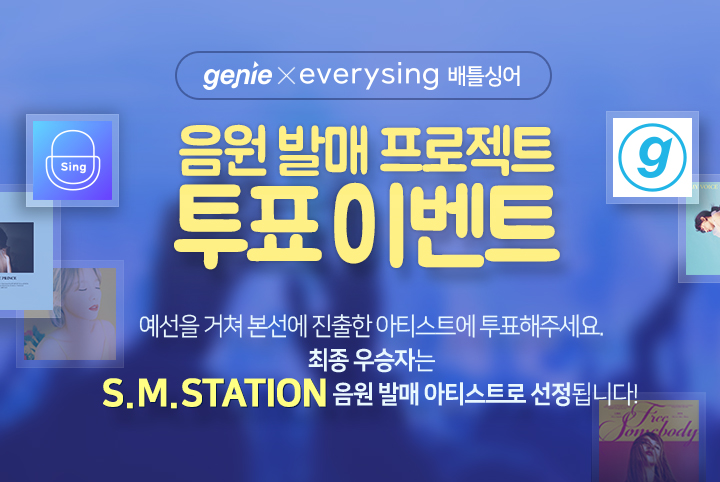 genie×everysing 배틀싱어
음원 발매 프로젝트
투표 이벤트
Sing
g
예선을 거쳐 본선에 진출한 아티스트에 투표해주세요.
최종 우승자는
S.M.STATION 음원 발매 아티스트로 선정됩니다!
Free
Somebody